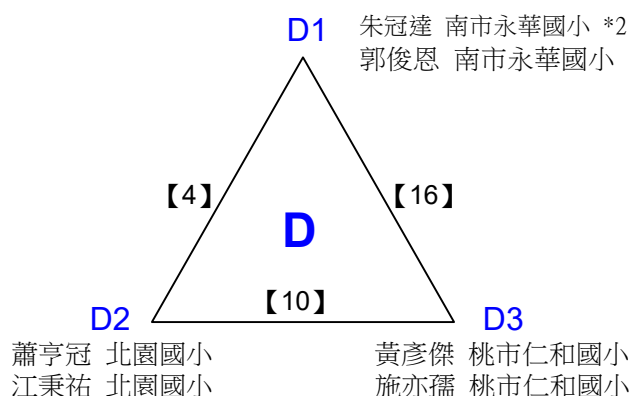 D1
朱冠達 南市永華國小 *2
郭俊恩 南市永華國小
【4】
【16】
D
【10】
D2
D3
蕭亨冠 北園國小
江秉祐 北園國小
黃彥傑 桃市仁和國小
施亦孺 桃市仁和國小